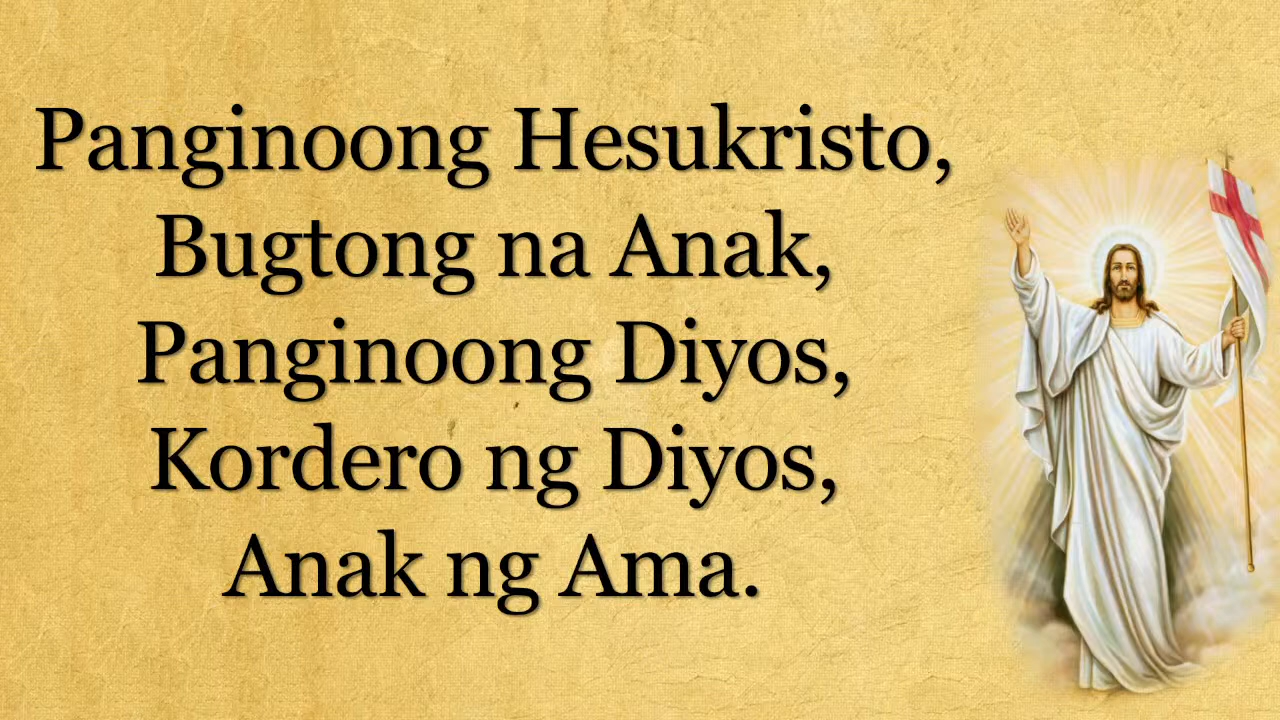 Panginoong Hesukristo,
Bugtong na Anak,
Panginoong Diyos,
Kordero ng Diyos,
Anak ng Ama.